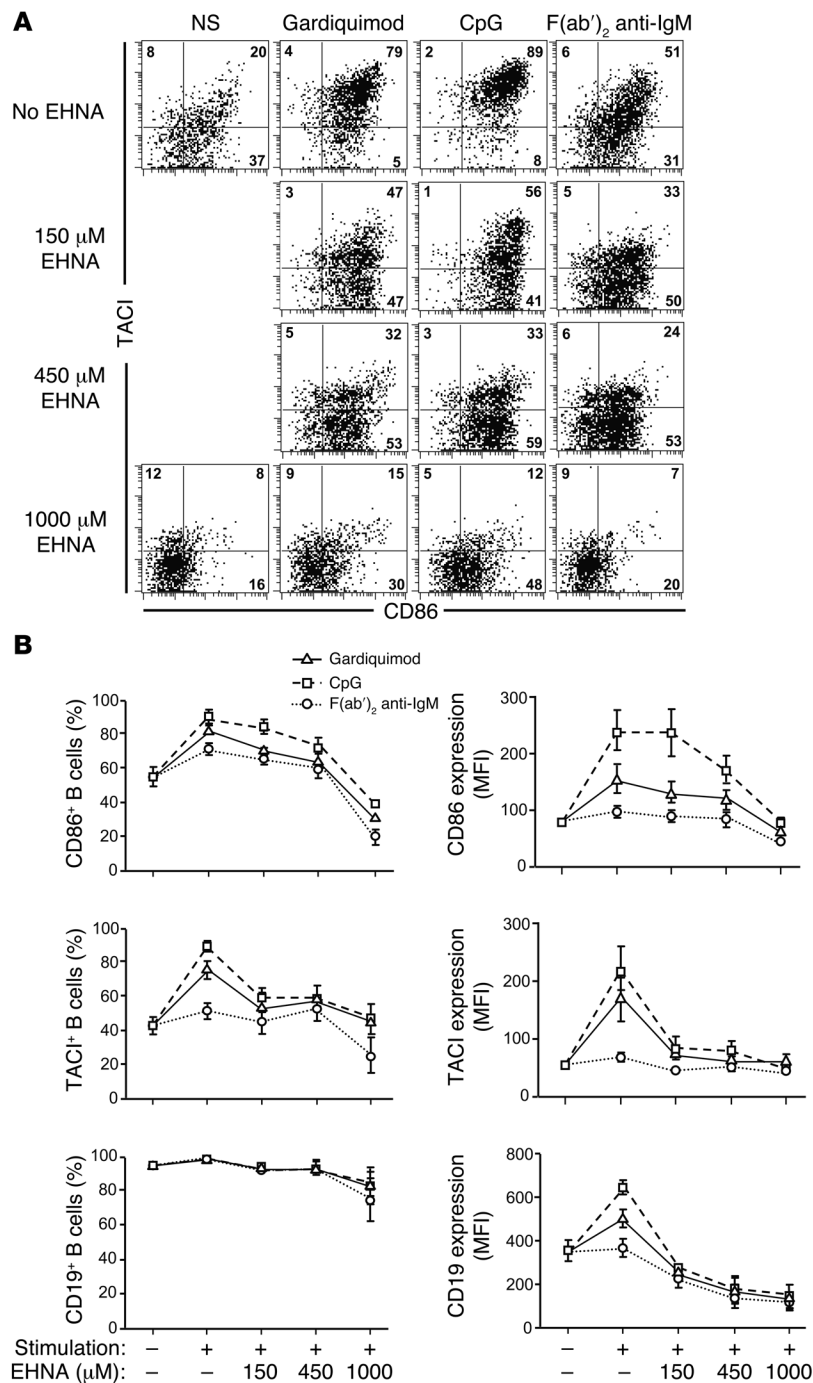 A
NS Gardiquimod CpG F(ab′)2 anti-IgM
No EHNA
8 20 4 79 2 89 6 51
37 5 8 31
150 μM
EHNA
3 47 1 56 5 33
47 41 50
TACI
450 μM
EHNA
5 32 3 33 6 24
53 59 53
1000 μM
EHNA
12 8 9 15 5 12 9 7
16 30 48 20
CD86
B
Gardiquimod
CpG
F(ab′)2 anti-IgM
CD86+ B cells (%)
100
80
60
40
20
0
CD86 expression
(MFI)
300
200
100
0
TACI+ B cells (%)
100
80
60
40
20
0
TACI expression
(MFI)
300
200
100
0
CD19+ B cells (%)
100
80
60
40
20
0
CD19 expression
(MFI)
800
600
400
200
0
Stimulation: – + + + + – + + + +
EHNA (μM): – – 150 450 1000 – – 150 450 1000